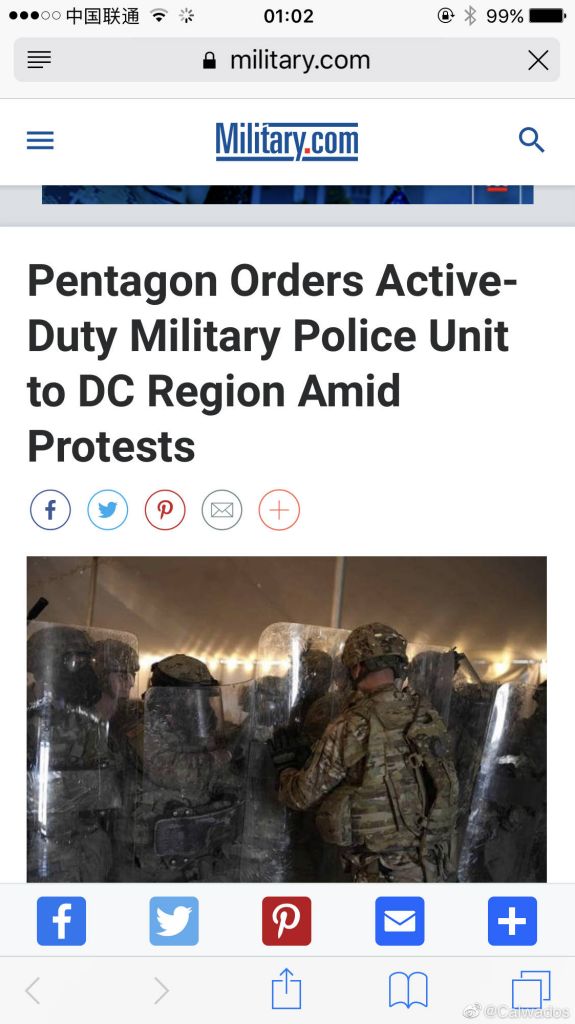 中国联通
01:02
99%
military.com
Military.com
Pentagon Orders Active-
Duty Military Police Unit
to DC Region Amid
Protests
@Calwados